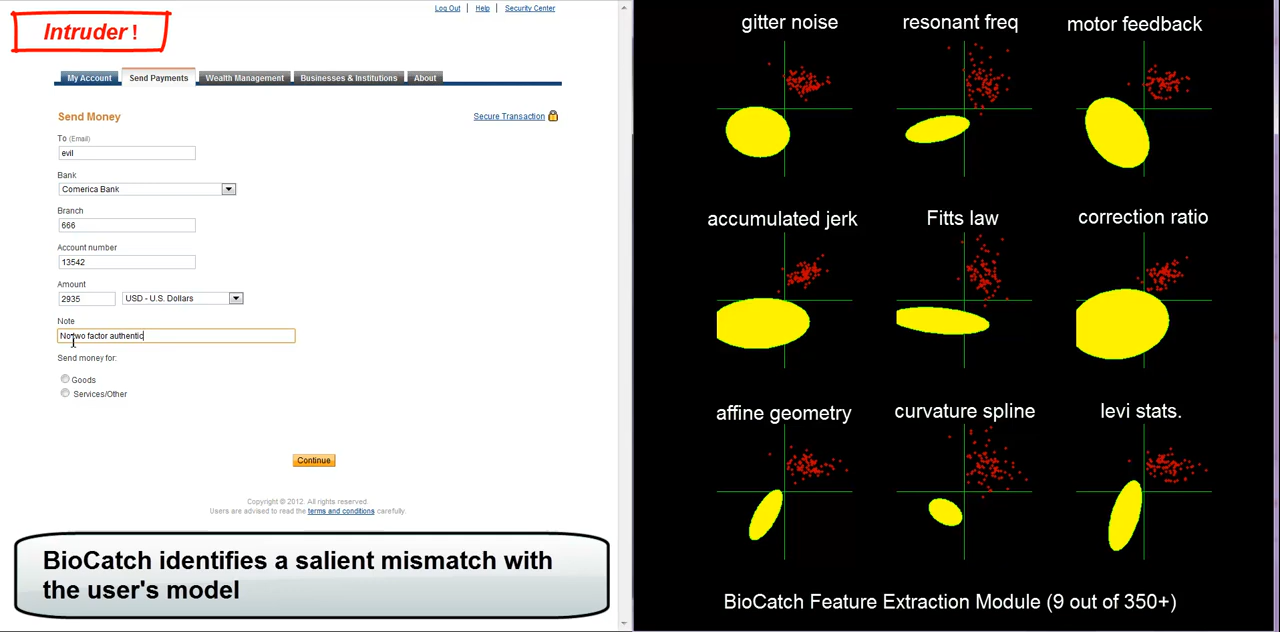 Intruder !
Log Out | Help | Security Center
My Account
Send Payments
Wealth Management
Businesses & Institutions
About
Send Money
Secure Transaction
To (Email)
evil
Bank
Comerica Bank
Branch
666
Account number
13542
Amount
2935
USD - U.S. Dollars
Note
No two factor authentic
Send money for:
Goods
Services/Other
Continue
Copyright © 2012. All rights reserved.
Users are advised to read the terms and conditions carefully.
BioCatch identifies a salient mismatch with
the user's model
gitter noise
resonant freq
motor feedback
accumulated jerk
Fitts law
correction ratio
affine geometry
curvature spline
levi stats.
BioCatch Feature Extraction Module (9 out of 350+)